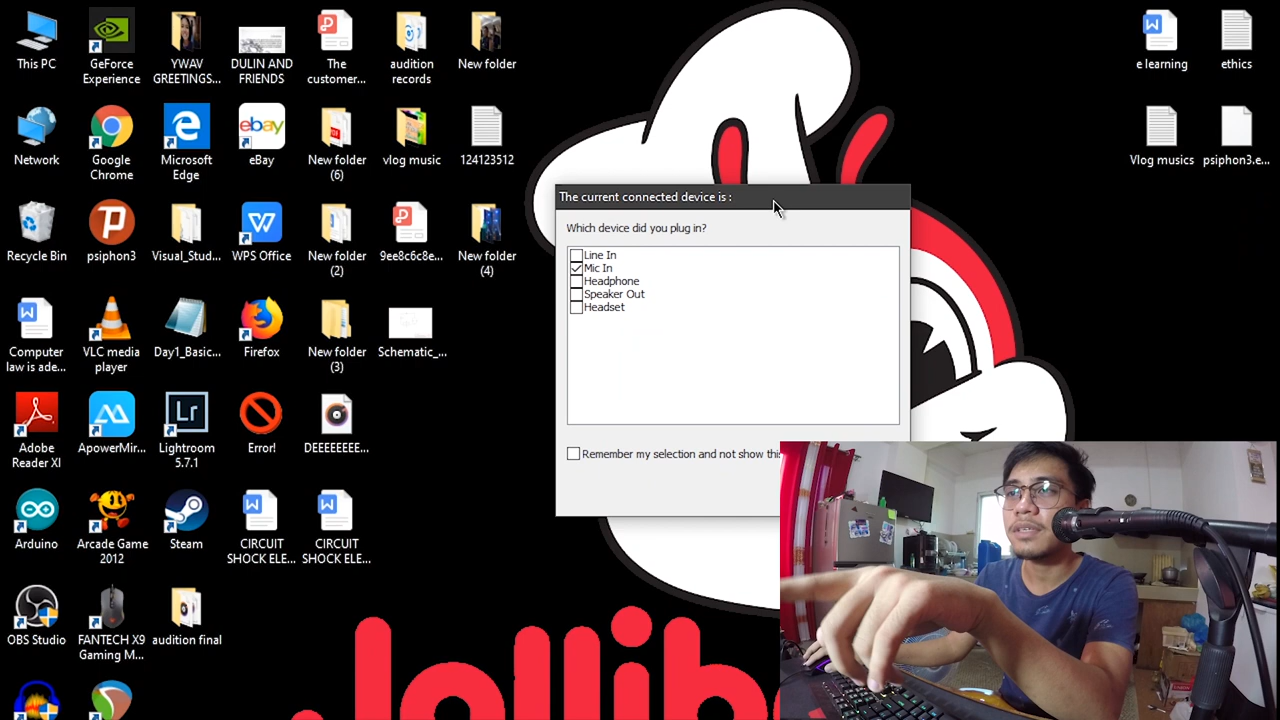 This PC
GeForce
Experience
YWAV
GREETINGS...
DULIN AND
FRIENDS
The
customer...
audition
records
New folder
e learning
ethics
Network
Google
Chrome
Microsoft
Edge
ebay
eBay
New folder
(6)
vlog music
124123512
Vlog musics
psiphon3.e...
The current connected device is :
Which device did you plug in?
Line In
Mic In
Headphone
Speaker Out
Headset
Recycle Bin
psiphon3
Visual_Stud...
WPS Office
New folder
(2)
9ee8c6c8e...
New folder
(4)
Computer
law is ade...
VLC media
player
Day1_Basic...
Firefox
New folder
(3)
Schematic_...
Adobe
Reader XI
ApowerMir...
Lr
Lightroom
5.7.1
Error!
DEEEEEEEE...
Remember my selection and not show this
Arduino
Arcade Game
2012
Steam
CIRCUIT
SHOCK ELE...
CIRCUIT
SHOCK ELE...
OBS Studio
FANTECH X9
Gaming M...
audition final